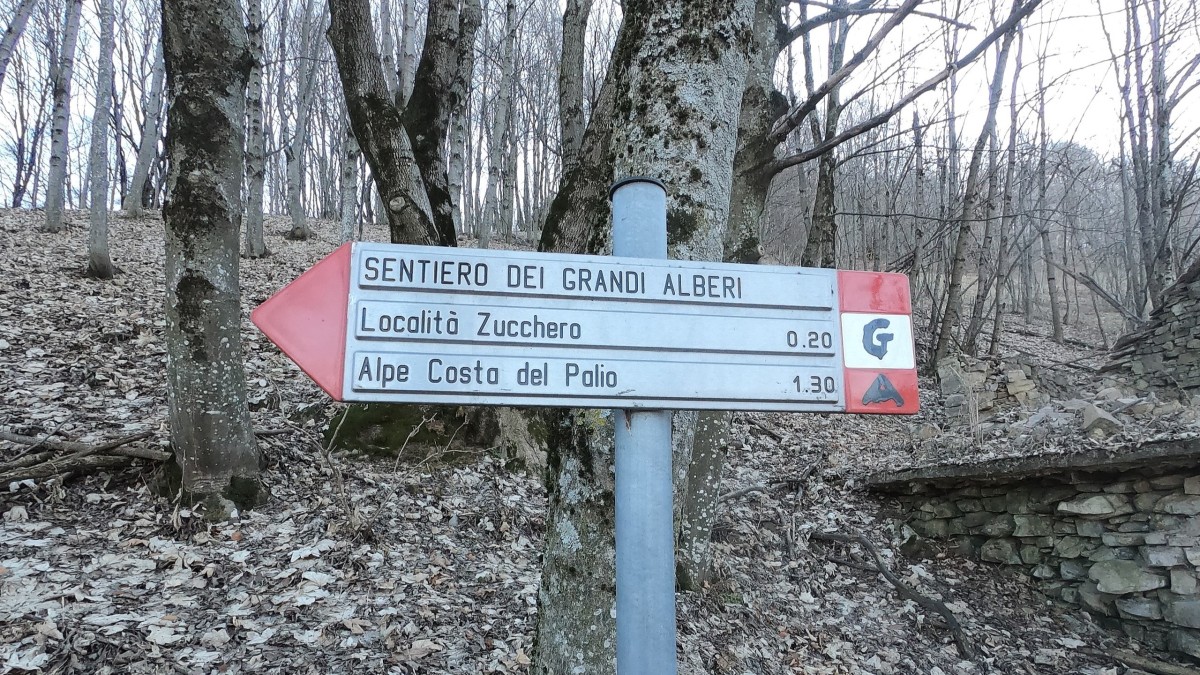 SENTIERO DEI GRANDI ALBERI
Località Zucchero 0.20
Alpe Costa del Palio 1.30
G